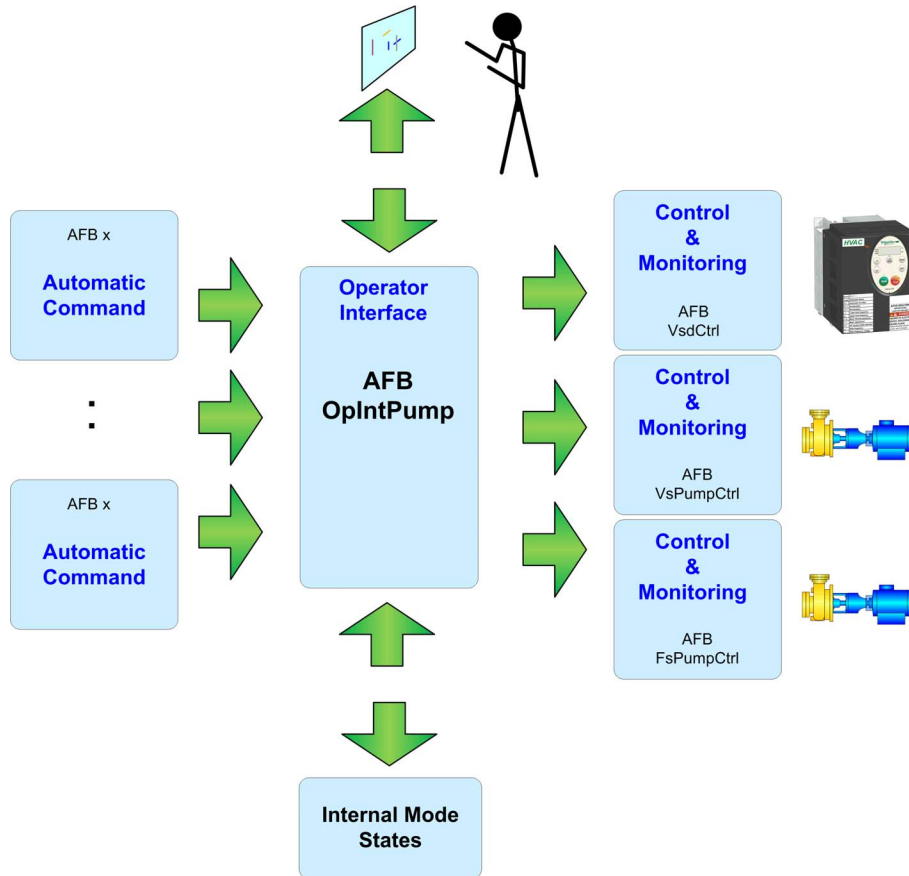 AFB x
Automatic
Command
:
AFB x
Automatic
Command
Operator
Interface
AFB
OpIntPump
Control
&
Monitoring
AFB
VsdCtrl
HVAC
Control
&
Monitoring
AFB
VsPumpCtrl
Control
&
Monitoring
AFB
FsPumpCtrl
Internal Mode
States